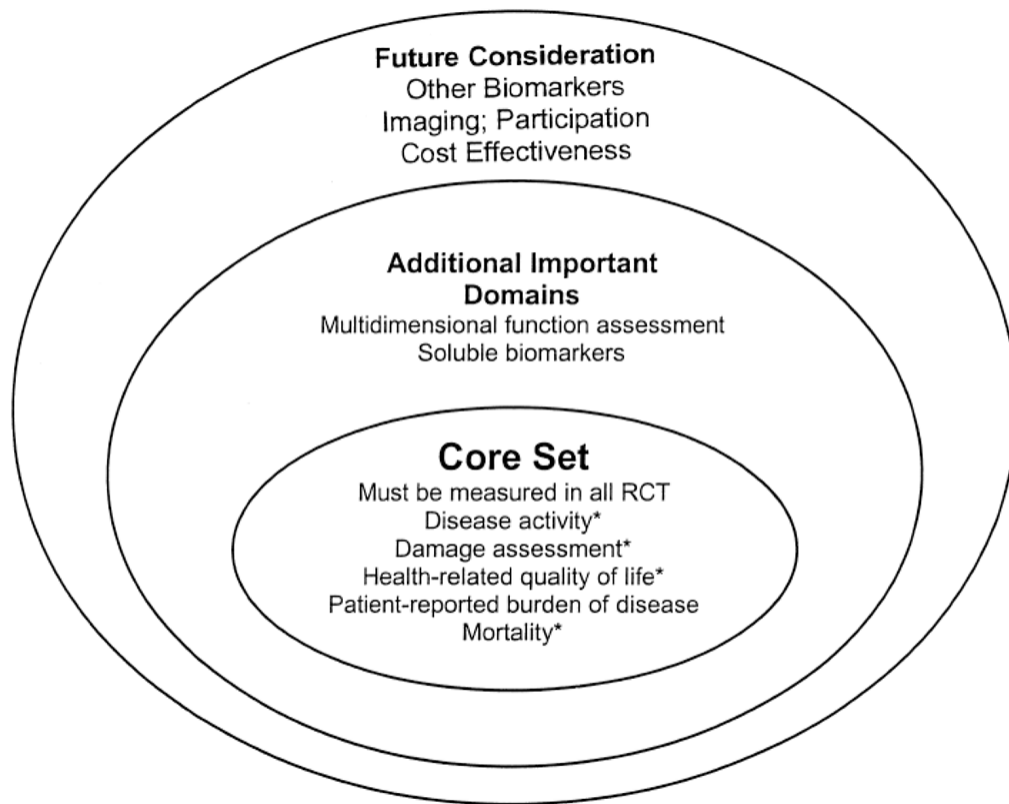 Future Consideration
Other Biomarkers
Imaging; Participation
Cost Effectiveness
Additional Important
Domains
Multidimensional function assessment
Soluble biomarkers
Core Set
Must be measured in all RCT
Disease activity*
Damage assessment*
Health-related quality of life*
Patient-reported burden of disease
Mortality*